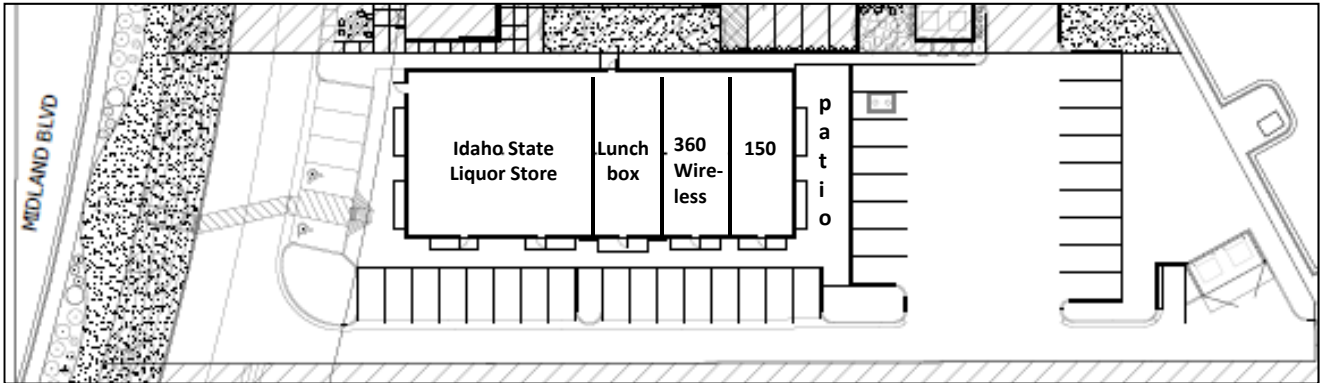 MIDLAND BLVD
Idaho State
Liquor Store
Lunch
box
360
Wire-
less
150
p
a
t
i
o